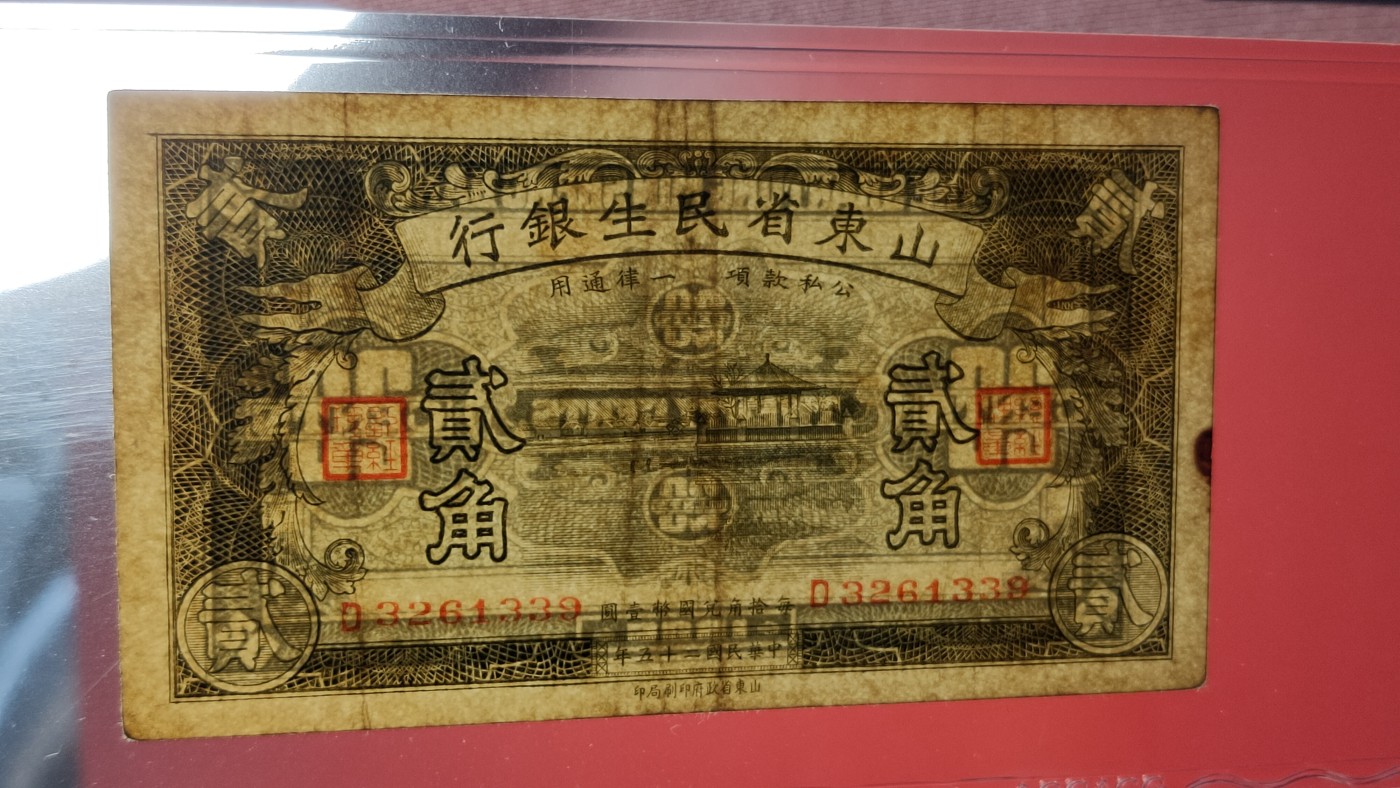 貳 貳
山東省民生銀行
公私款項 一律通用
貳角
貳角
D3261339
每拾角兌國幣壹圓
D3261339
貳 貳
中華民國二十五年
山東省政府印刷局印